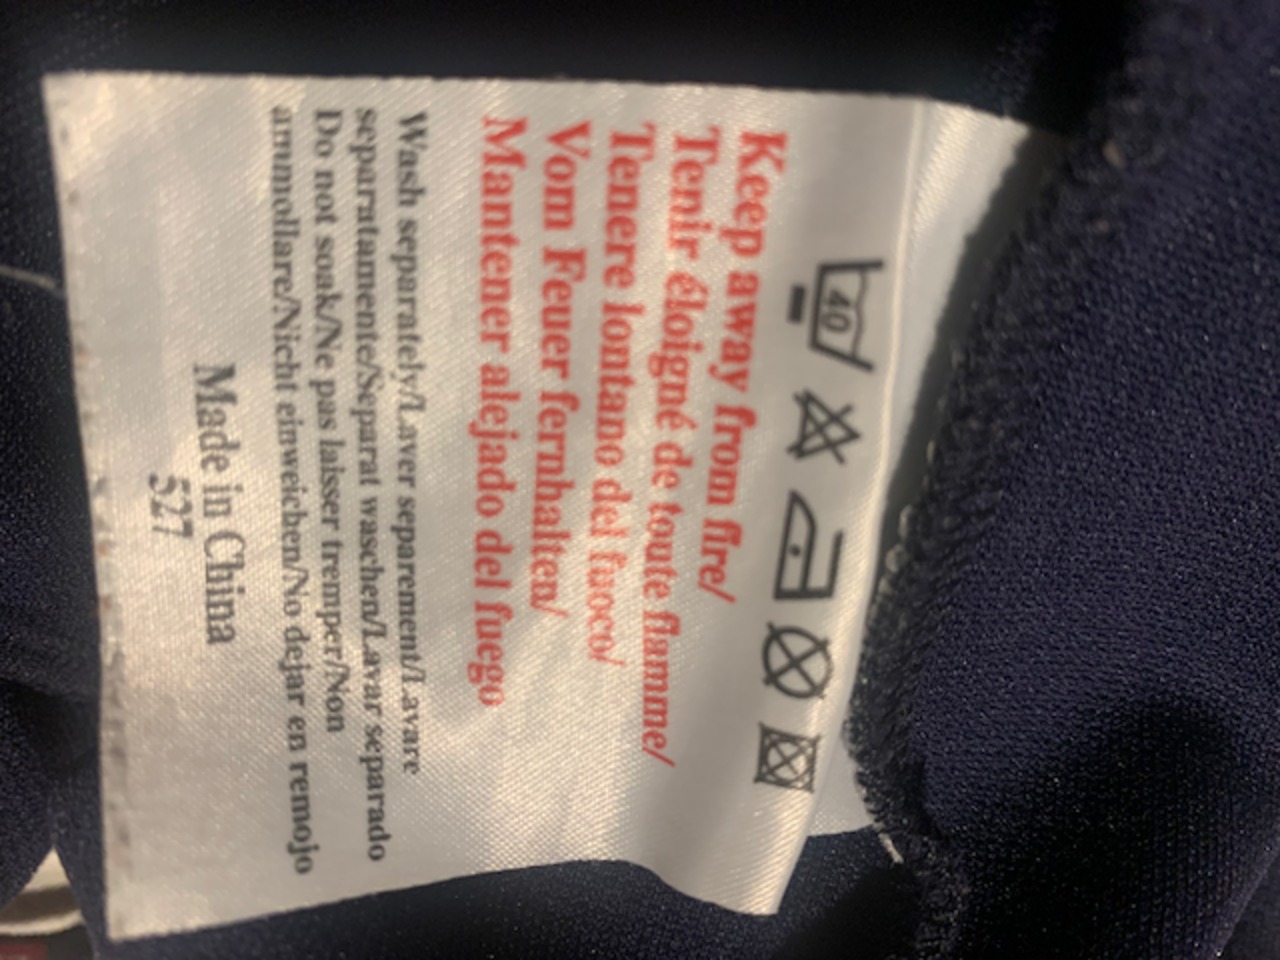 40
Keep away from fire/
Tenir éloigné de toute flamme/
Tenere lontano del fuoco/
Vom Feuer fernhalten/
Mantener alejado del fuego
Wash separately/Laver separement/Lavare
separatamente/Separat waschen/Lavar separado
Do not soak/Ne pas laisser tremper/Non
ammollare/Nicht einweichen/No dejar en remojo
Made in China
527